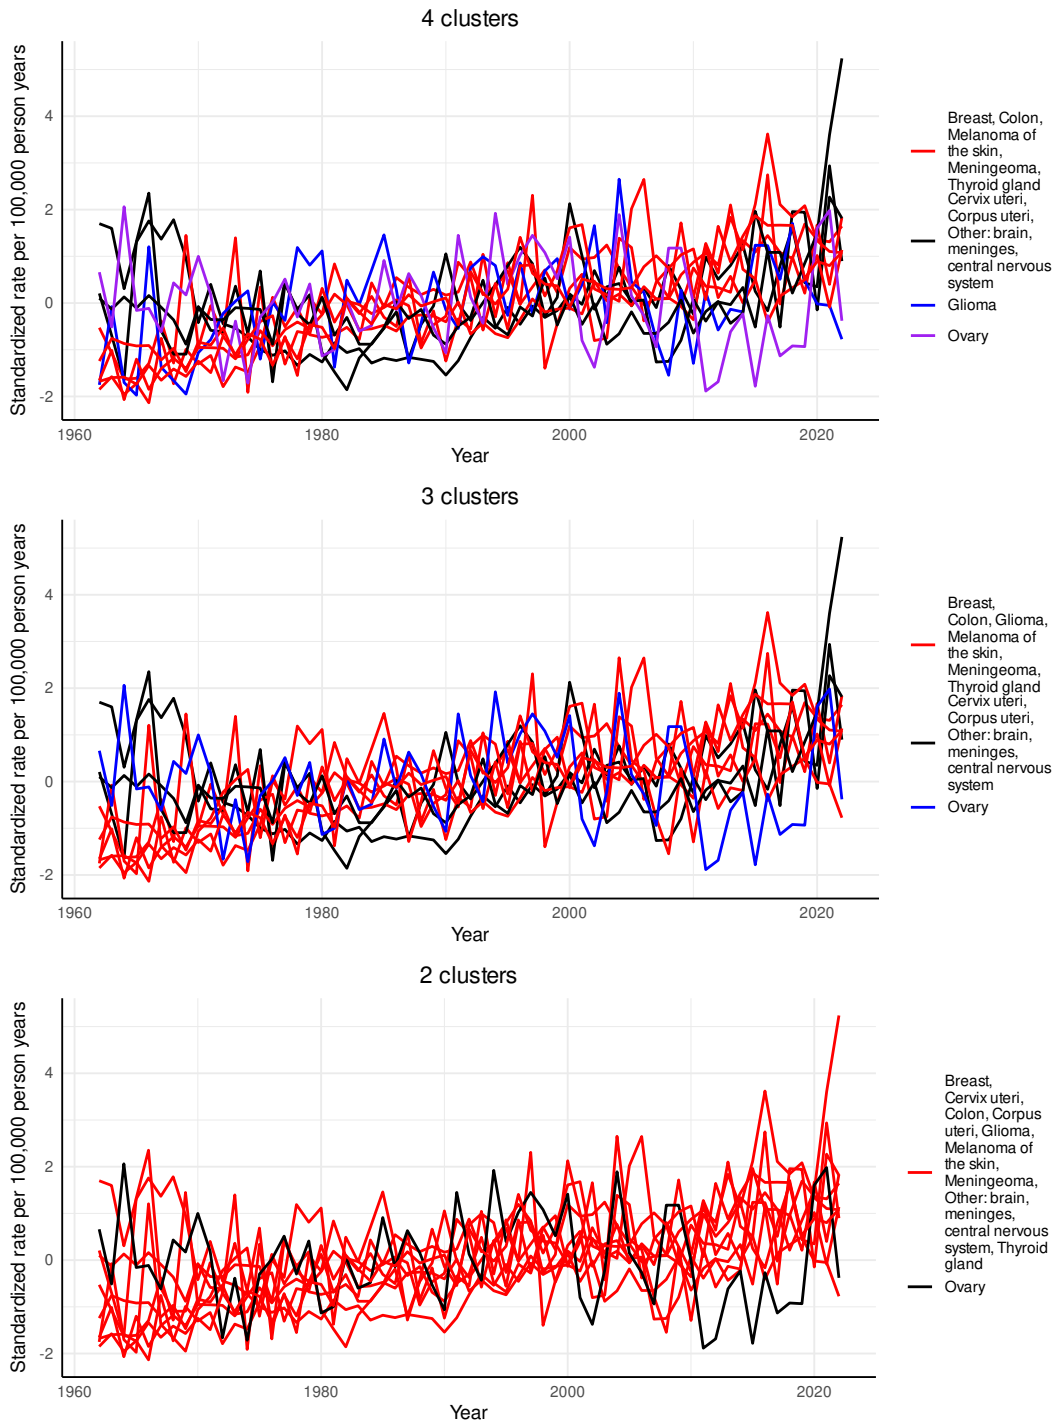 4 clusters
Standardized rate per 100,000 person years
4
2
0
-2
1960
1980
2000
2020
Year
Breast, Colon,
Melanoma of
the skin,
Meningeoma,
Thyroid gland
Cervix uteri,
Corpus uteri,
Other: brain,
meninges,
central nervous
system
Glioma
Ovary
3 clusters
Standardized rate per 100,000 person years
4
2
0
-2
1960
1980
2000
2020
Year
Breast,
Colon, Glioma,
Melanoma of
the skin,
Meningeoma,
Thyroid gland
Cervix uteri,
Corpus uteri,
Other: brain,
meninges,
central nervous
system
Ovary
2 clusters
Standardized rate per 100,000 person years
4
2
0
-2
1960
1980
2000
2020
Year
Breast,
Cervix uteri,
Colon, Corpus
uteri, Glioma,
Melanoma of
the skin,
Meningeoma,
Other: brain,
meninges,
central nervous
system, Thyroid
gland
Ovary